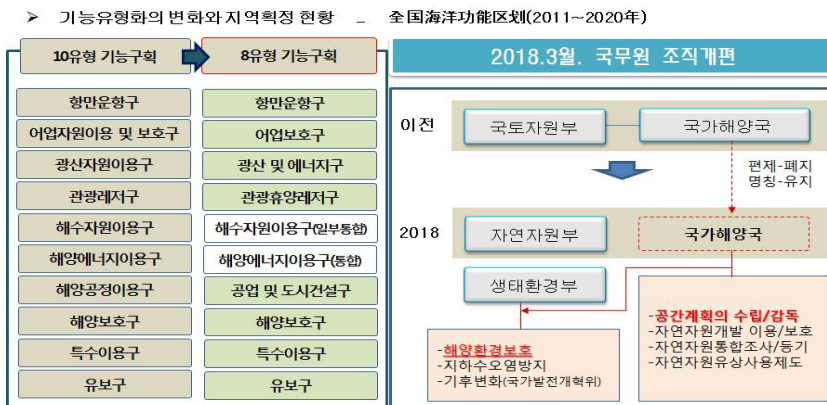 ➤ 기능유형화의 변화와 지역획정 현황 _ 全国海洋功能区划(2011~2020年)
10유형 기능구획
8유형 기능구획
항만운항구
항만운항구
어업자원이용 및 보호구
어업보호구
광산자원이용구
광산 및 에너지구
관광레저구
관광휴양레저구
해수자원이용구
해수자원이용구(일부통합)
해양에너지이용구
해양에너지이용구(통합)
해양공정이용구
공업 및 도시건설구
해양보호구
해양보호구
특수이용구
특수이용구
유보구
유보구
2018.3월. 국무원 조직개편
이전
국토자원부
국가해양국
편제-폐지
명칭-유지
2018
자연자원부
국가해양국
생태환경부
-해양환경보호
-지하수오염방지
-기후변화(국가발전개혁위)
-공간계획의 수립/감독
-자연자원개발 이용/보호
-자연자원통합조사/등기
-자연자원유상사용제도